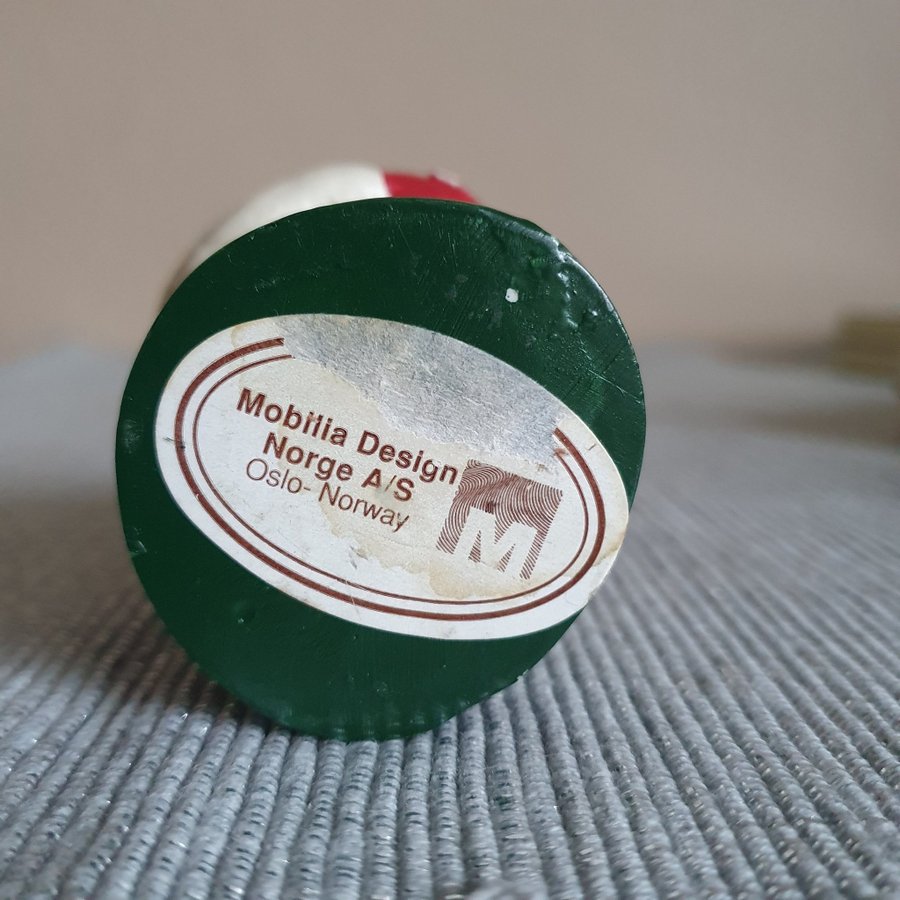 Mobilia Design
Norge A/S
Oslo- Norway
M